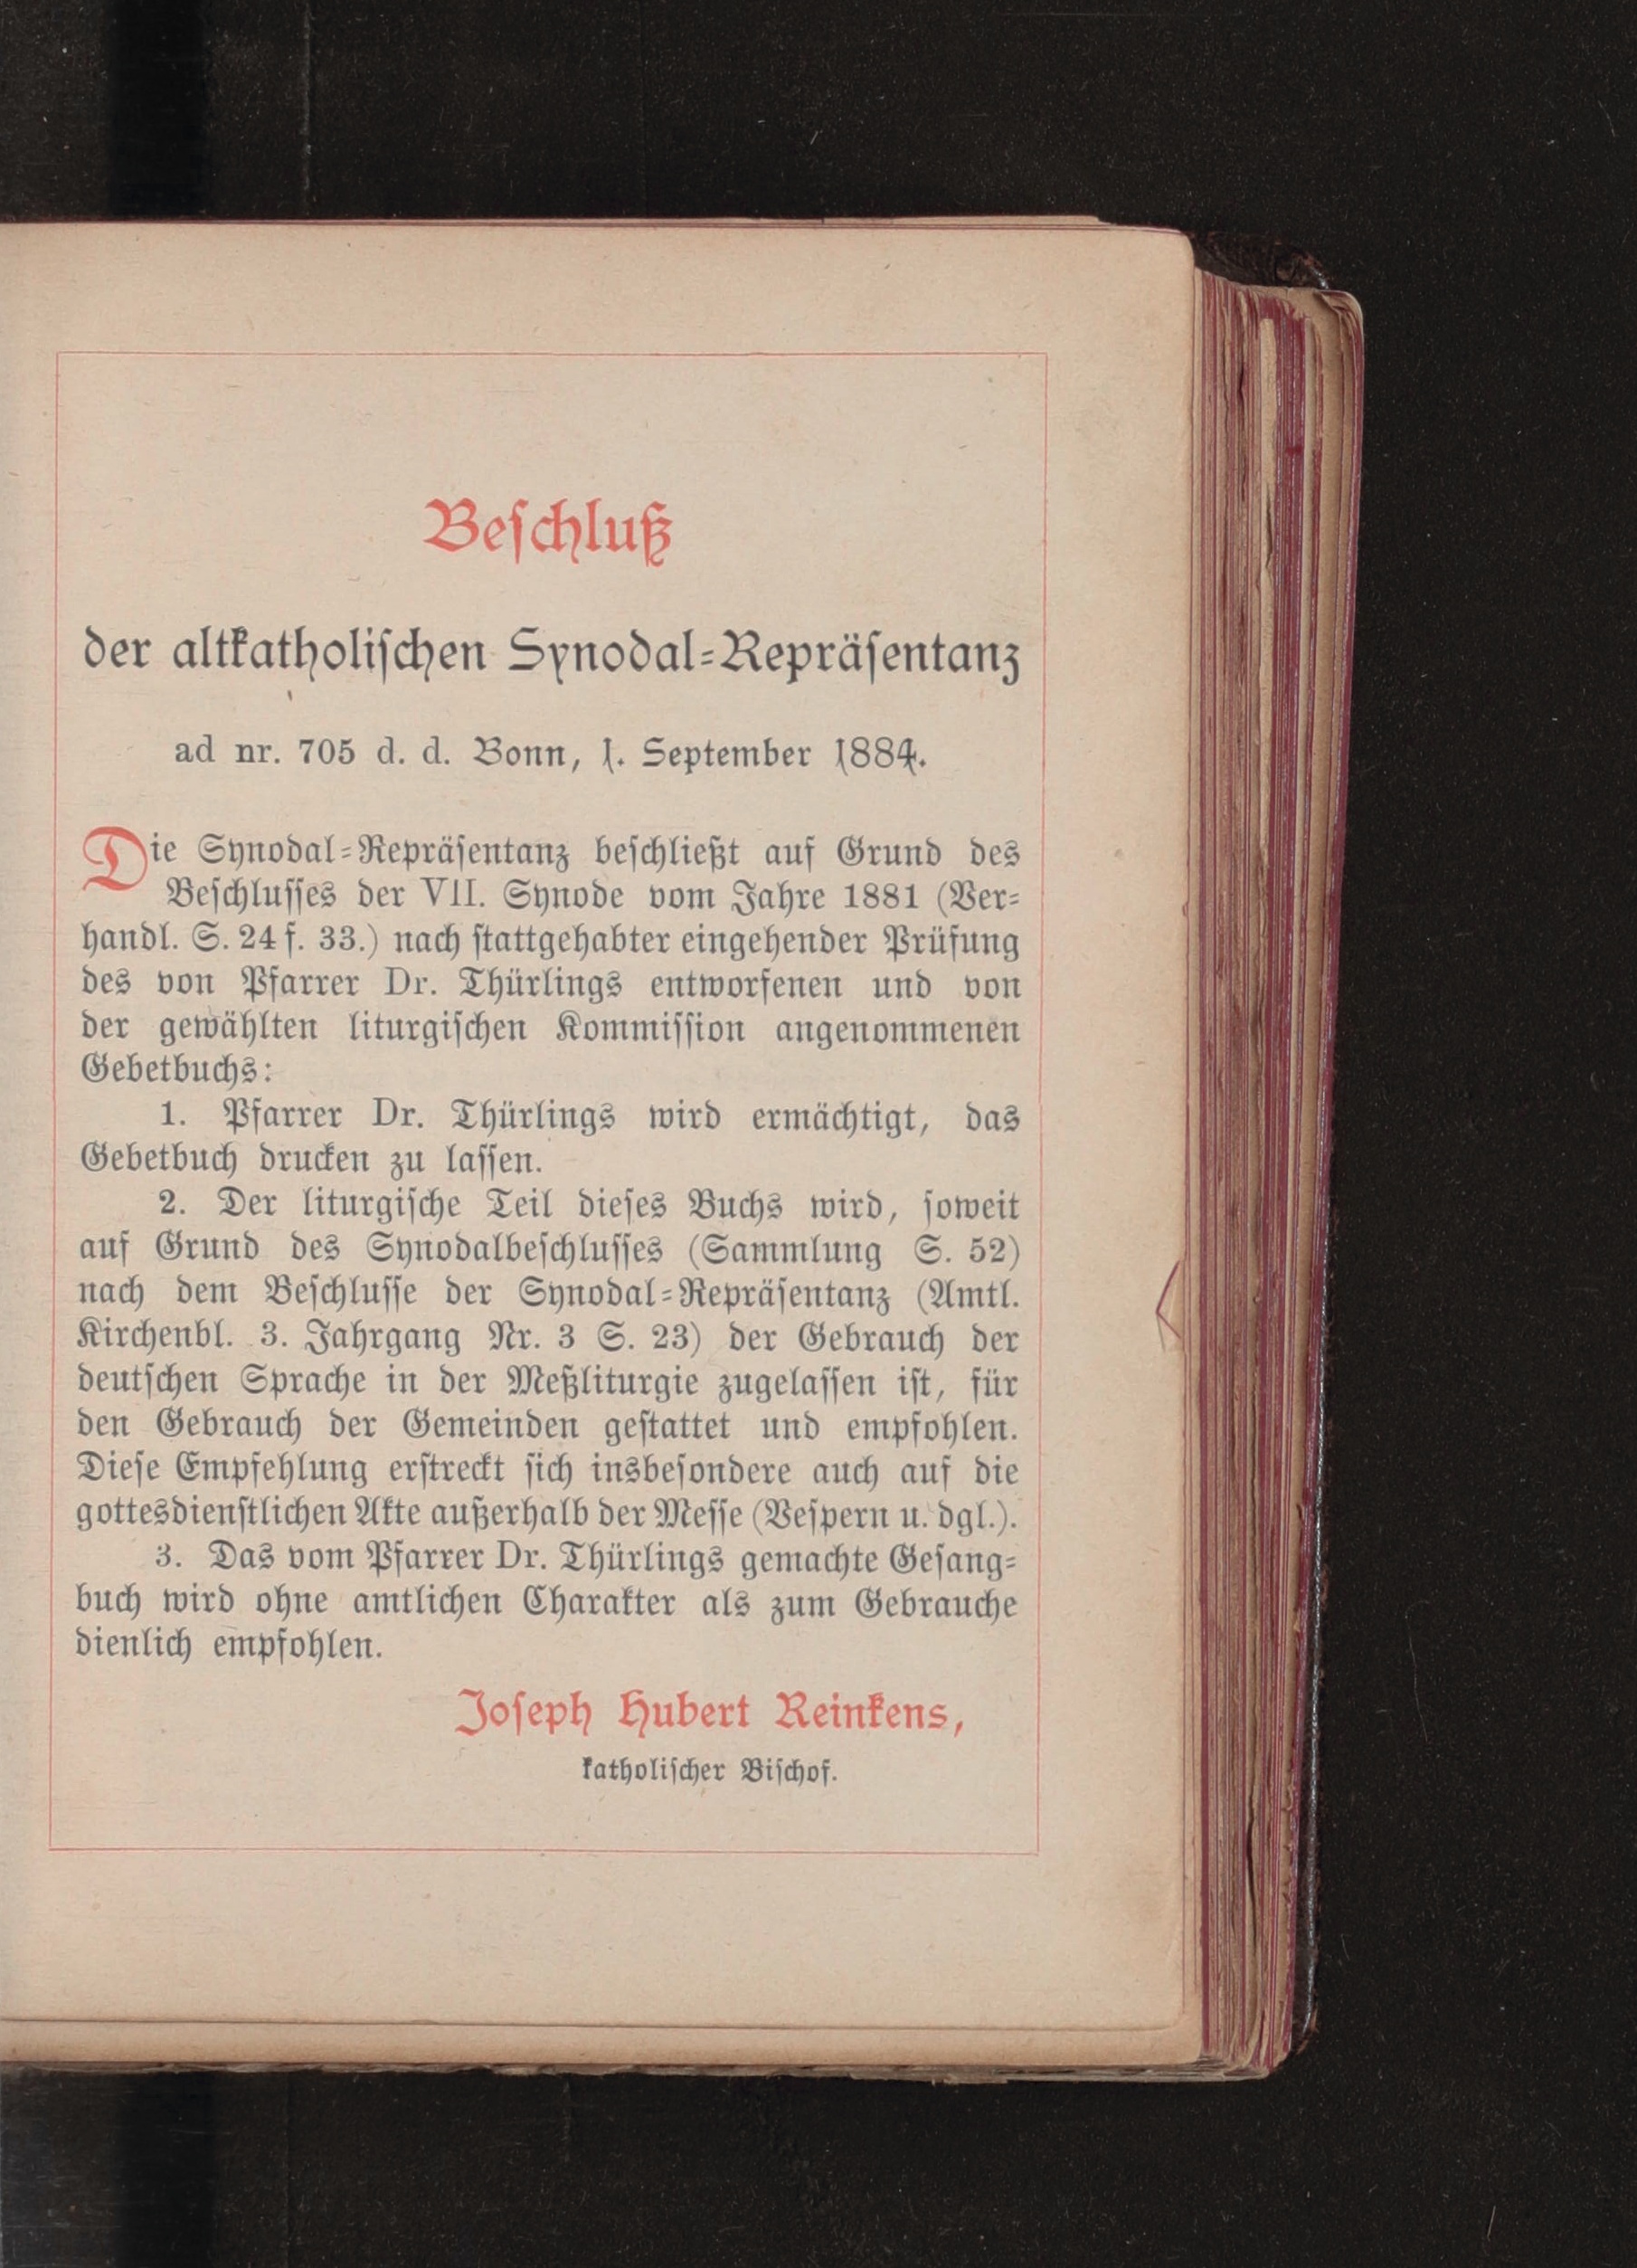 Beschluß
der altkatholischen Synodal-Repräsentanz
ad nr. 705 d. d. Bonn, 1. September 1884.
Die Synodal-Repräsentanz beschließt auf Grund des
Beschlusses der VII. Synode vom Jahre 1881 (Ver-
handl. S. 24 f. 33.) nach stattgehabter eingehender Prüfung
des von Pfarrer Dr. Thürlings entworfenen und von
der gewählten liturgischen Kommission angenommenen
Gebetbuchs:
1. Pfarrer Dr. Thürlings wird ermächtigt, das
Gebetbuch drucken zu lassen.
2. Der liturgische Teil dieses Buchs wird, soweit
auf Grund des Synodalbeschlusses (Sammlung S. 52)
nach dem Beschlusse der Synodal-Repräsentanz (Amtl.
Kirchenbl. 3. Jahrgang Nr. 3 S. 23) der Gebrauch der
deutschen Sprache in der Meßliturgie zugelassen ist, für
den Gebrauch der Gemeinden gestattet und empfohlen.
Diese Empfehlung erstreckt sich insbesondere auch auf die
gottesdienstlichen Akte außerhalb der Messe (Vespern u. dgl.).
3. Das vom Pfarrer Dr. Thürlings gemachte Gesang-
buch wird ohne amtlichen Charakter als zum Gebrauche
dienlich empfohlen.
Joseph Hubert Reinkens,
katholischer Bischof.